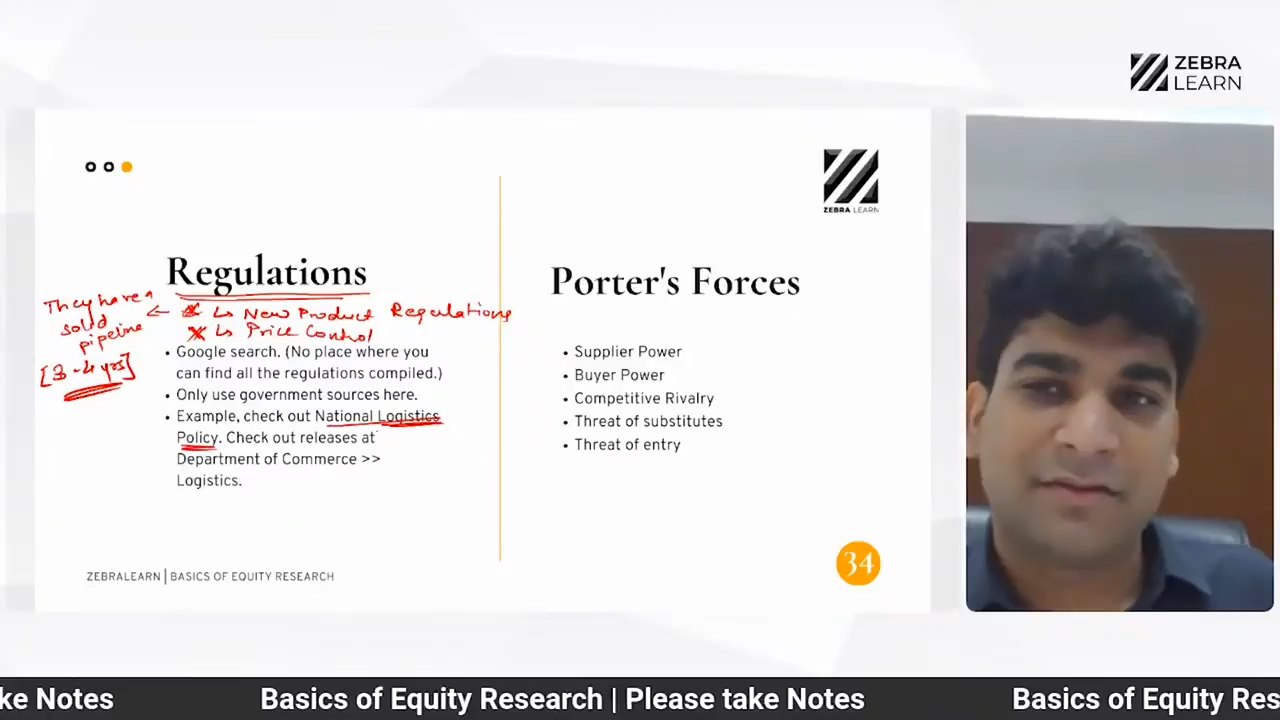 ZEBRA
LEARN
ZEBRA LEARN
Regulations
They have a
solid
pipeline
[3-4 yrs]
↳ New Product Regulations
↳ Price Control
• Google search. (No place where you
can find all the regulations compiled.)
• Only use government sources here.
• Example, check out National Logistics
Policy. Check out releases at
Department of Commerce >>
Logistics.
Porter's Forces
• Supplier Power
• Buyer Power
• Competitive Rivalry
• Threat of substitutes
• Threat of entry
ZEBRALEARN | BASICS OF EQUITY RESEARCH
34
ke Notes
Basics of Equity Research | Please take Notes
Basics of Equity Res